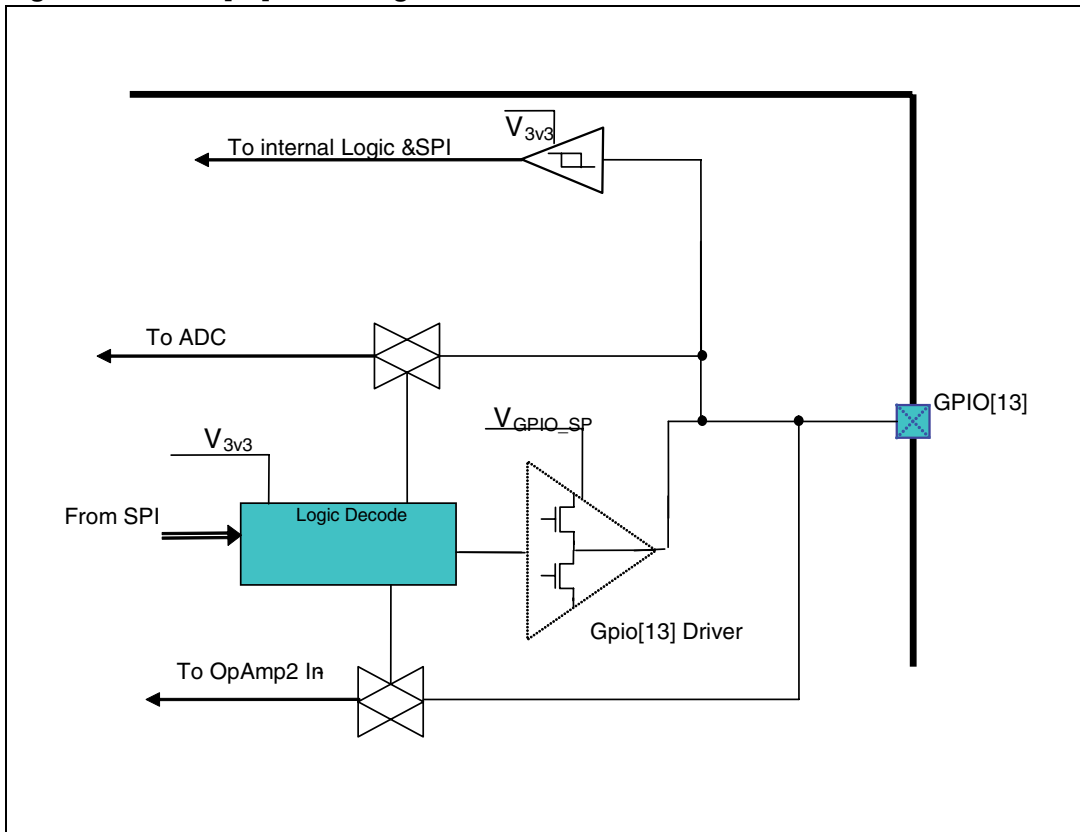 V3v3
To internal Logic &SPI
To ADC
GPIO[13]
VGPIO_SP
V3v3
From SPI
Logic Decode
Gpio[13] Driver
To OpAmp2 In